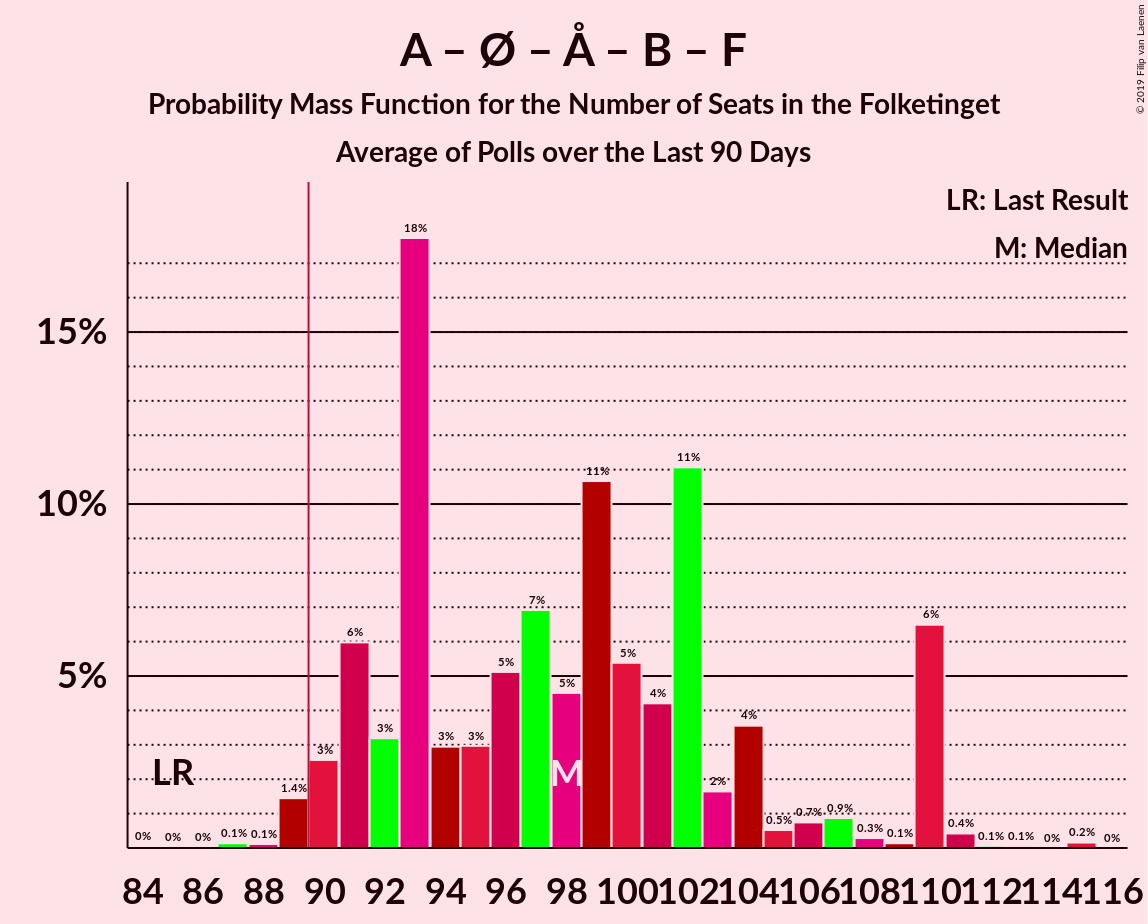 A – Ø – Å – B – F
Probability Mass Function for the Number of Seats in the Folketinget
Average of Polls over the Last 90 Days
© 2019 Filip van Laenen
LR: Last Result
M: Median
15%
10%
5%
LR
M
0% 0% 0% 0.1% 0.1% 1.4% 3% 6% 3% 18% 3% 3% 5% 7% 5% 11% 5% 4% 11% 2% 4% 0.5% 0.7% 0.9% 0.3% 0.1% 6% 0.4% 0.1% 0.1% 0% 0.2% 0%
84 86 88 90 92 94 96 98 100 102 104 106 108 110 112 114 116